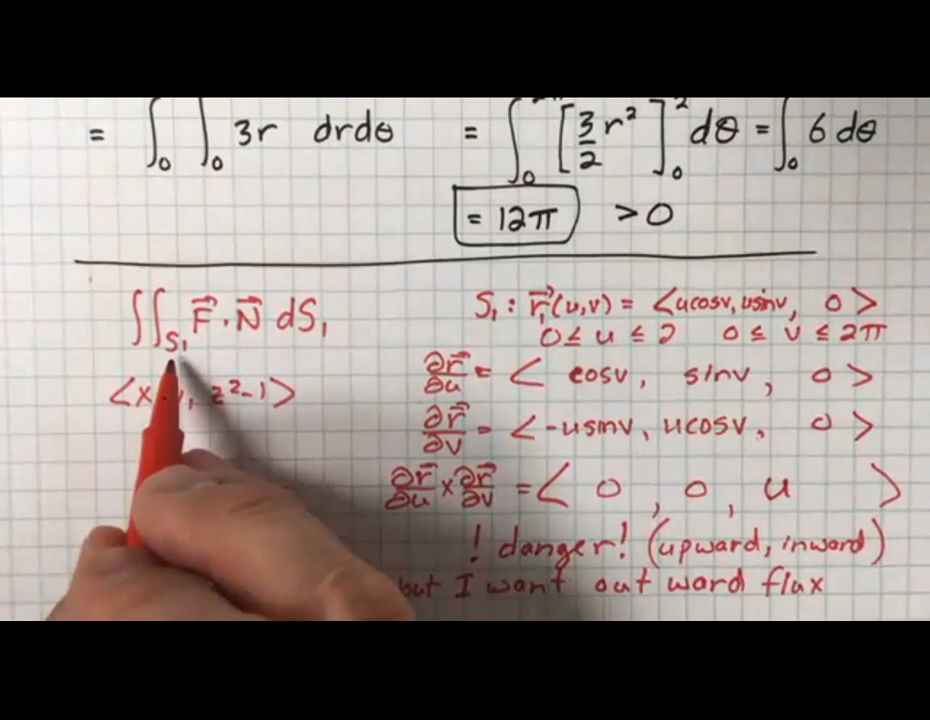 = ∫₀ ∫₀ 3r drdθ = ∫₀ [3/2 r²]₀² dθ = ∫₀ 6 dθ
= 12π > 0
∬_S₁ F⃗ · N⃗ dS₁
<x , z²-1>
S₁ : r⃗₁(u,v) = <ucosv, usinv, 0>
0 ≤ u ≤ 2 0 ≤ v ≤ 2π
∂r⃗/∂u = < cosv, sinv, 0 >
∂r⃗/∂v = < -usinv, ucosv, 0 >
∂r⃗/∂u × ∂r⃗/∂v = < 0, 0, u >
! danger! (upward, inward)
but I want outward flux